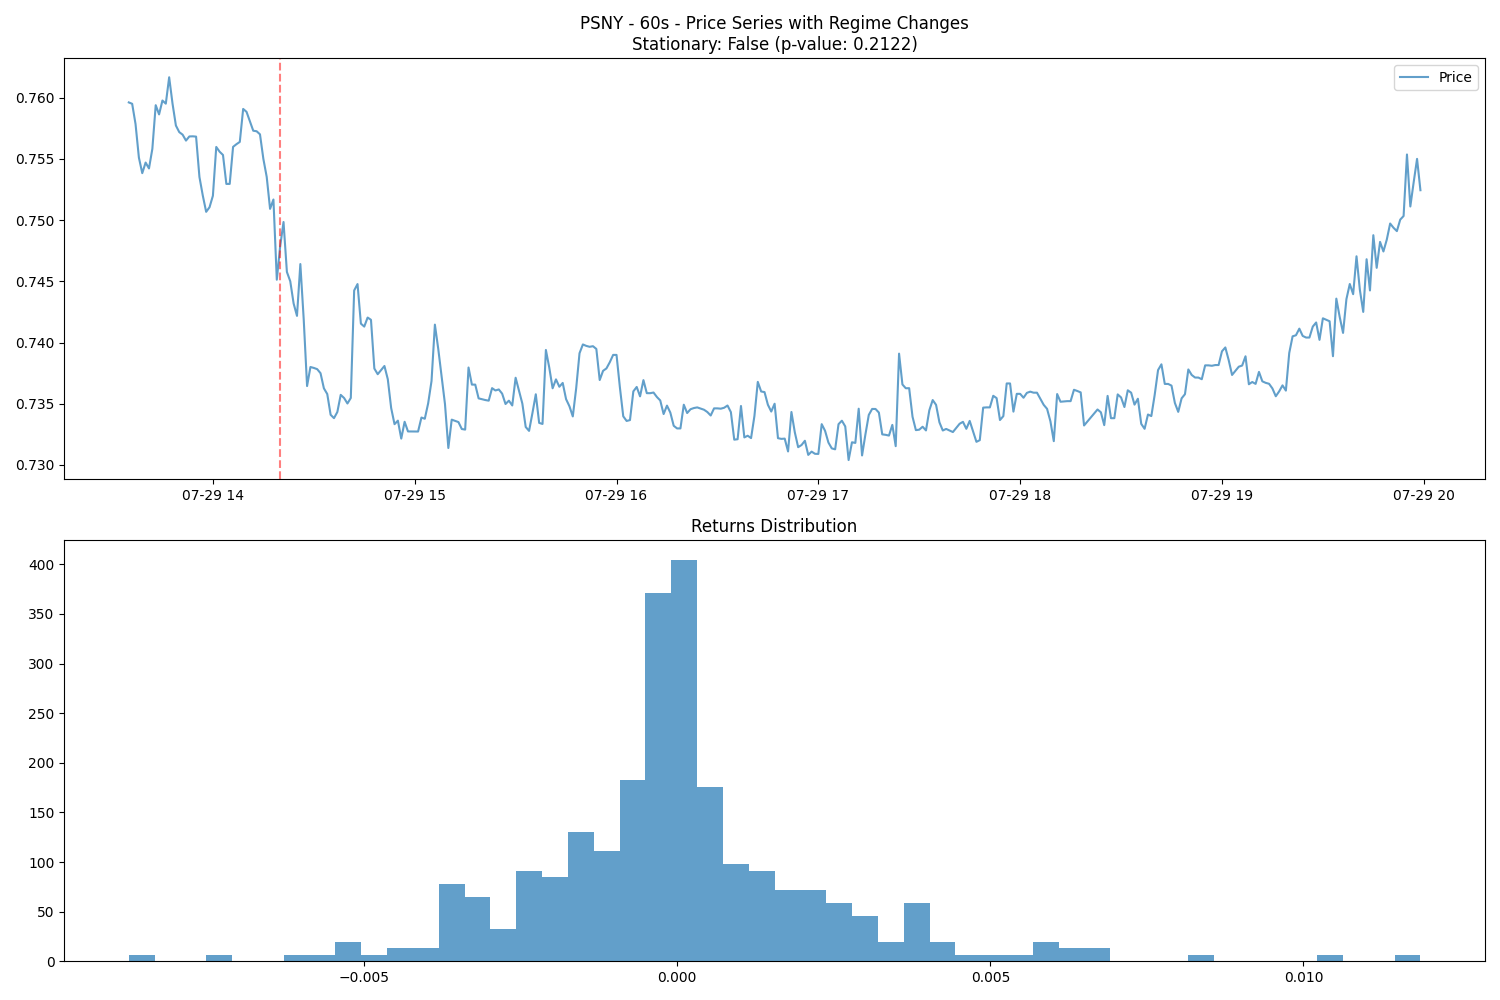 PSNY - 60s - Price Series with Regime Changes
Stationary: False (p-value: 0.2122)
Price
0.760
0.755
0.750
0.745
0.740
0.735
0.730
07-29 14 07-29 15 07-29 16 07-29 17 07-29 18 07-29 19 07-29 20
Returns Distribution
400
350
300
250
200
150
100
50
0
−0.005 0.000 0.005 0.010